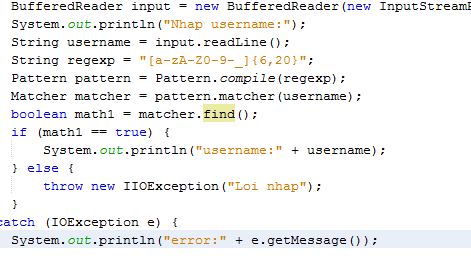 BufferedReader input = new BufferedReader(new
System.out.println("Nhap username:");
String username = input.readLine();
String regexp = "[a-zA-Z0-9-_]{6,20}";
Pattern pattern = Pattern.compile(regexp);
Matcher matcher = pattern.matcher(username);
boolean math1 = matcher.find();
if (math1 == true) {
System.out.println("username:" + username);
} else {
throw new IIOException("Loi nhap");
}
catch (IOException e) {
System.out.println("error:" + e.getMessage());